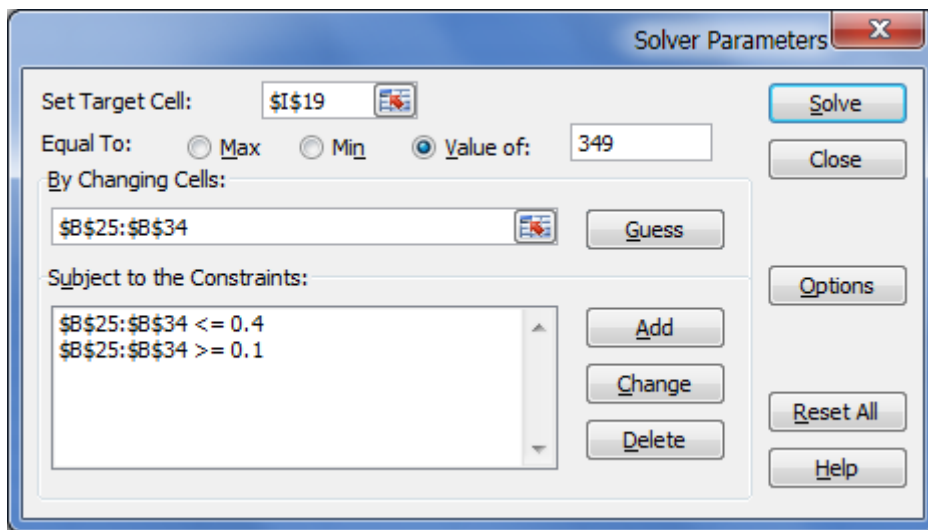 Solver Parameters
Set Target Cell: $I$19 Solve
Equal To: Max Min Value of: 349 Close
By Changing Cells:
$B$25:$B$34 Guess
Subject to the Constraints: Options
$B$25:$B$34 <= 0.4 Add
$B$25:$B$34 >= 0.1
Change
Reset All
Delete
Help